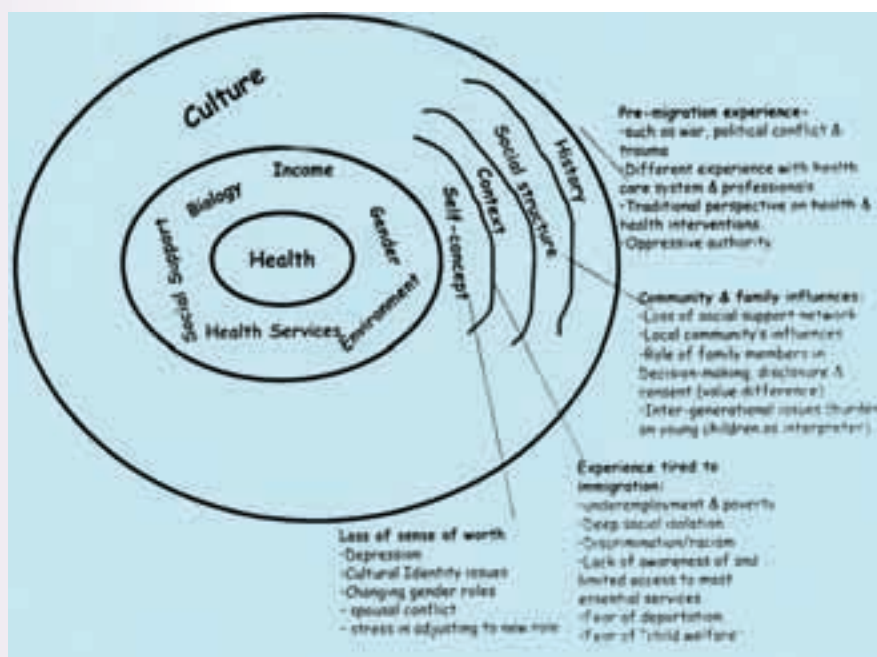 Culture
Income
Biology
Gender
Health
Social Support
Environment
Health Services
Self-concept
Context
Social structure
History
Pre-migration experience-
-such as war, political conflict &
trauma
-Different experience with health
care system & professionals
-Traditional perspective on health &
health interventions.
-Oppressive authority
Community & family influences:
-Loss of social support network
-Local community's influences
-Role of family members in
Decision-making, disclosure &
consent (value difference)
-Inter-generational issues (burden
on young children as interpreter)
Experience tired to
immigration:
-underemployment & poverty
-Deep social isolation
-Discrimination/racism
-Lack of awareness of and
limited access to most
essential services
-fear of deportation
-fear of "child welfare"
Loss of sense of worth
-Depression
-Cultural Identity issues
-Changing gender roles
- spousal conflict
- stress in adjusting to new role